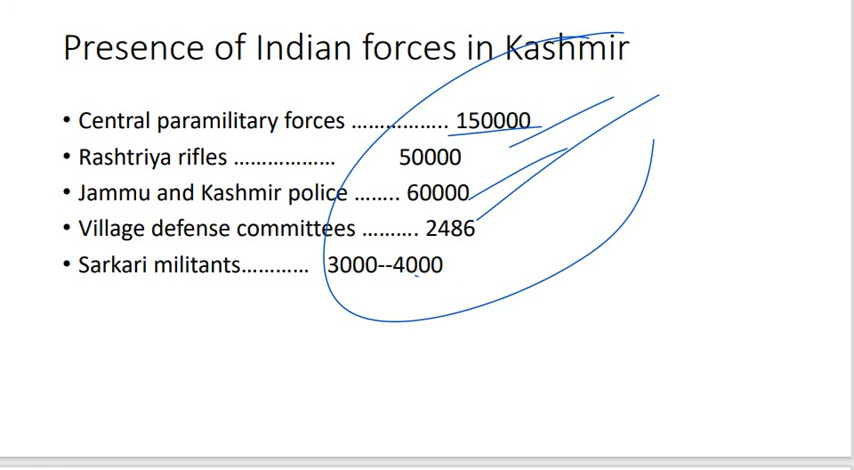 Presence of Indian forces in Kashmir
• Central paramilitary forces ................. 150000
• Rashtriya rifles .................. 50000
• Jammu and Kashmir police ........ 60000
• Village defense committees .......... 2486
• Sarkari militants............ 3000--4000